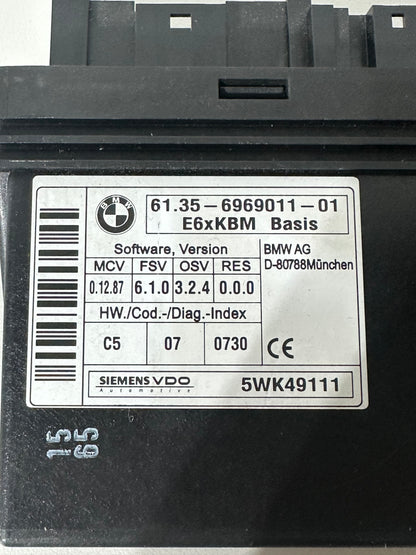 BMW
61.35-6969011-01
E6xKBM Basis
Software, Version
MCV FSV OSV RES
0.12.87 6.1.0 3.2.4 0.0.0
BMW AG
D-80788München
HW./Cod.-/Diag.-Index
C5 07 0730
CE
SIEMENS VDO
Automotive
5WK49111
15
65